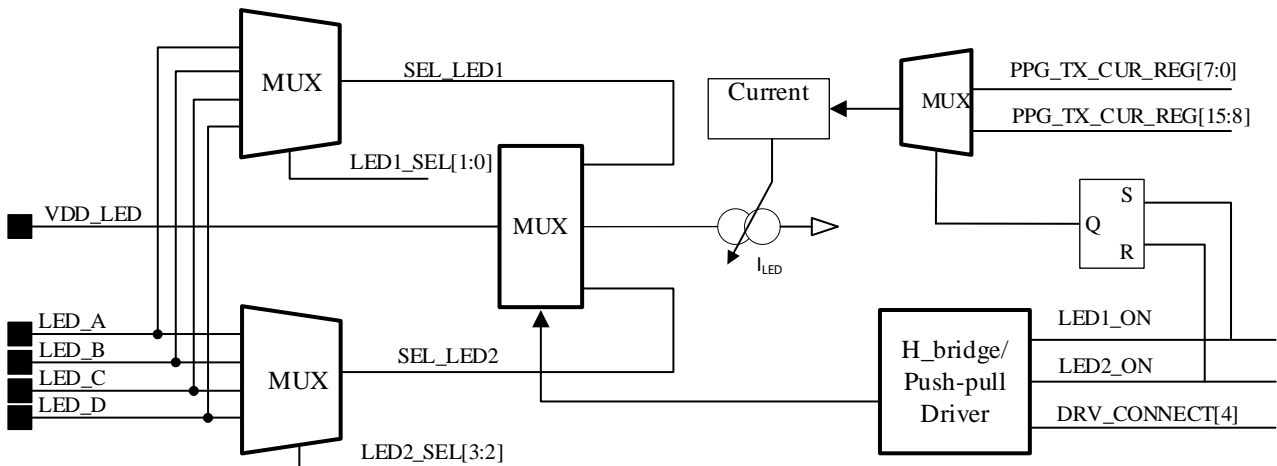 MUX
SEL_LED1
LED1_SEL[1:0]
Current
MUX
PPG_TX_CUR_REG[7:0]
PPG_TX_CUR_REG[15:8]
VDD_LED
MUX
I_LED
S
Q
R
LED_A
LED_B
LED_C
LED_D
MUX
SEL_LED2
LED2_SEL[3:2]
H_bridge/
Push-pull
Driver
LED1_ON
LED2_ON
DRV_CONNECT[4]